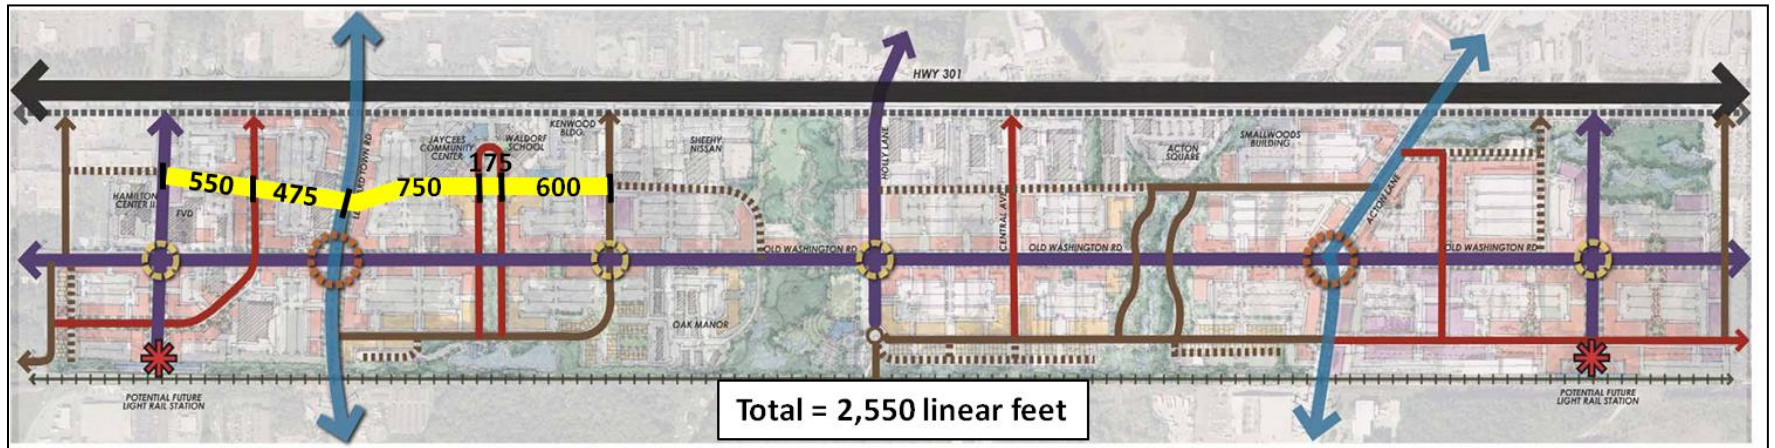 HWY 301
KENWOOD
BLDG.
JAYCEES
COMMUNITY
CENTER
WALDORF
SCHOOL
SHEEHY
NISSAN
HOLLY LANE
CENTRAL AVE
ACTON
SQUARE
SMALLWOODS
BUILDING
ACTON LANE
175
550
475
750
600
HAMILTON
CENTER II
FVD
TOWN RD
OLD WASHINGTON RD
OLD WASHINGTON RD
OLD WASHINGTON RD
OAK MANOR
POTENTIAL FUTURE
LIGHT RAIL STATION
Total = 2,550 linear feet
POTENTIAL FUTURE
LIGHT RAIL STATION